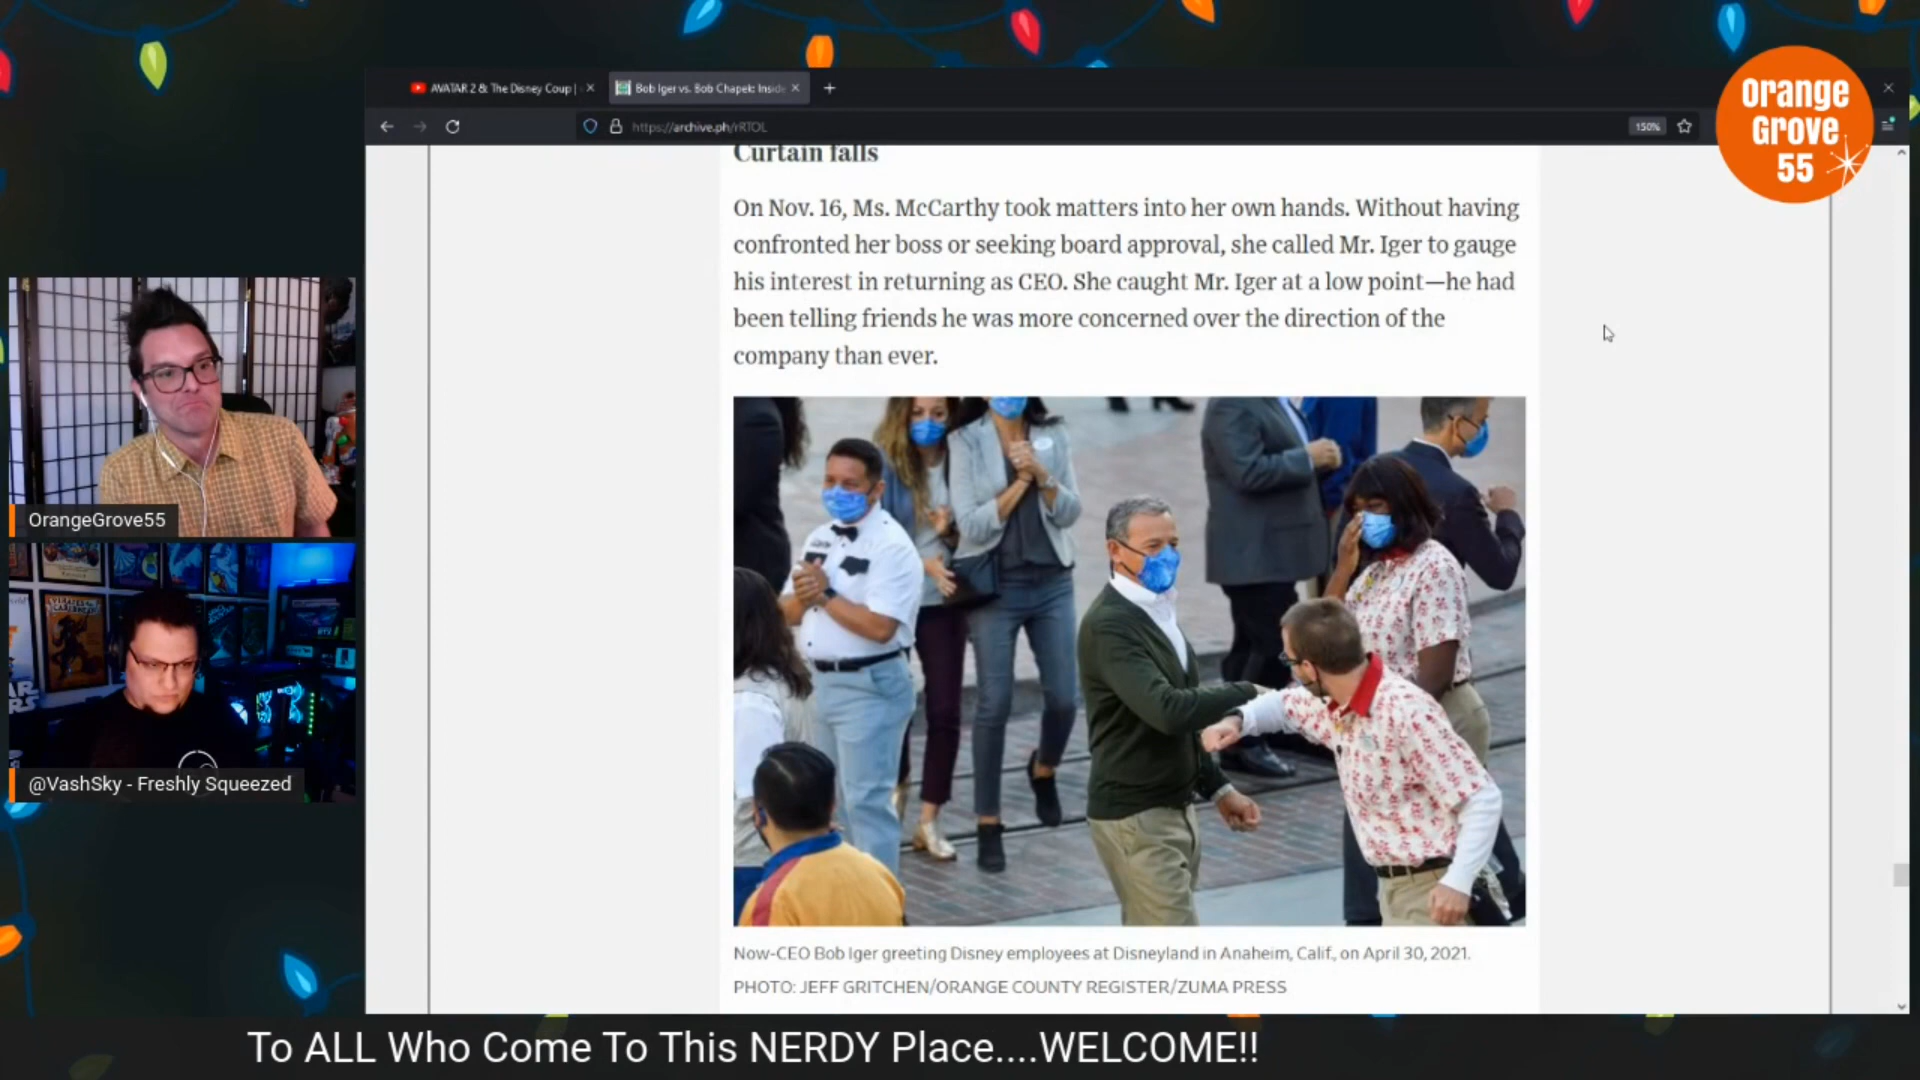 AVATAR 2 & The Disney Coup |
Bob Iger vs. Bob Chapek: Inside
https://archive.ph/rRTOL
150%
Orange
Grove
55
Curtain falls
On Nov. 16, Ms. McCarthy took matters into her own hands. Without having
confronted her boss or seeking board approval, she called Mr. Iger to gauge
his interest in returning as CEO. She caught Mr. Iger at a low point—he had
been telling friends he was more concerned over the direction of the
company than ever.
OrangeGrove55
@VashSky - Freshly Squeezed
Now-CEO Bob Iger greeting Disney employees at Disneyland in Anaheim, Calif., on April 30, 2021.
PHOTO: JEFF GRITCHEN/ORANGE COUNTY REGISTER/ZUMA PRESS
To ALL Who Come To This NERDY Place....WELCOME!!